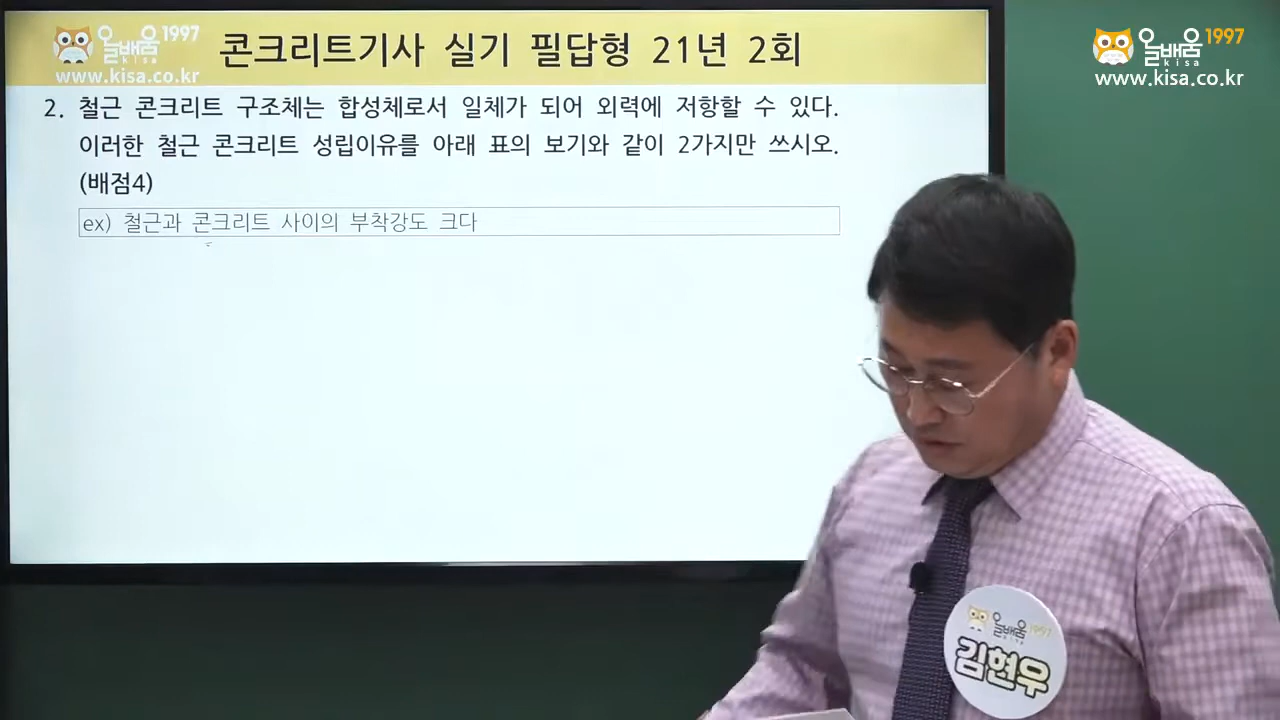 올배움 1997
kisa
www.kisa.co.kr
콘크리트기사 실기 필답형 21년 2회
올배움 1997
kisa
www.kisa.co.kr
2. 철근 콘크리트 구조체는 합성체로서 일체가 되어 외력에 저항할 수 있다.
이러한 철근 콘크리트 성립이유를 아래 표의 보기와 같이 2가지만 쓰시오.
(배점4)
ex) 철근과 콘크리트 사이의 부착강도 크다
올배움 1997
김현우